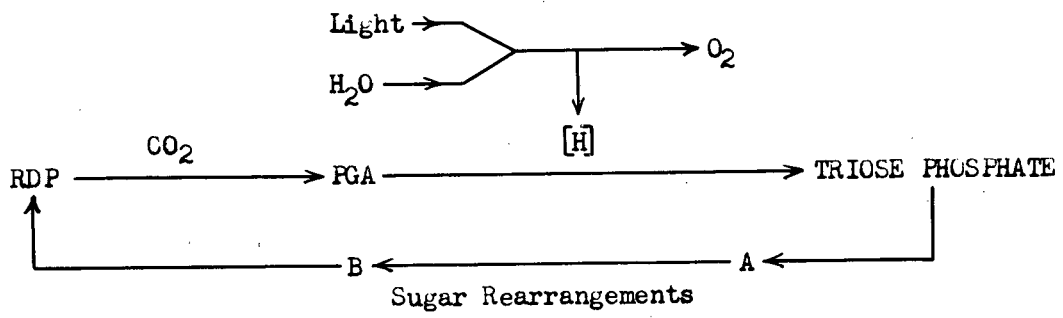 Light
H₂O
O₂
[H]
CO₂
RDP PGA TRIOSE PHOSPHATE
B A
Sugar Rearrangements